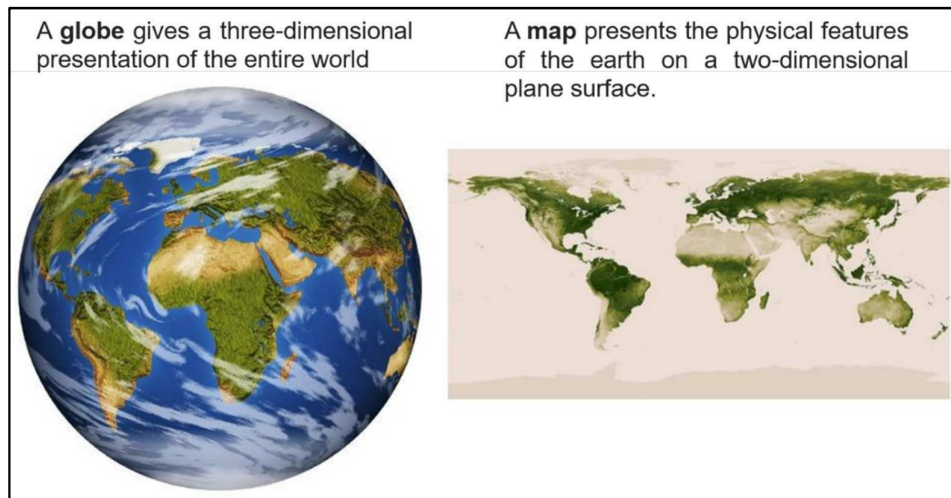 A globe gives a three-dimensional
presentation of the entire world
A map presents the physical features
of the earth on a two-dimensional
plane surface.